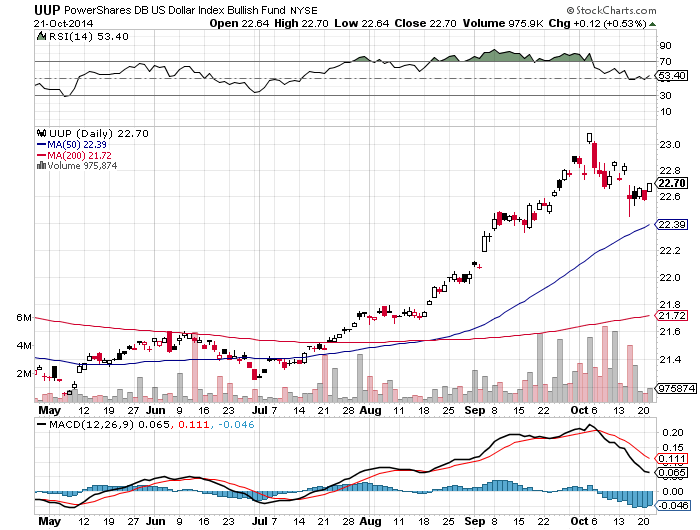 UUP PowerShares DB US Dollar Index Bullish Fund NYSE © StockCharts.com
21-Oct-2014 Open 22.64 High 22.70 Low 22.64 Close 22.70 Volume 975.9K Chg +0.12 (+0.53%)
RSI(14) 53.40
90
70
53.40
30
10
UUP (Daily) 22.70
MA(50) 22.39
MA(200) 21.72
Volume 975,874
23.0
22.8
22.70
22.6
22.39
22.2
22.0
21.8
21.72
21.6
21.4
6M
4M
2M
975874
May 12 19 27 Jun 9 16 23 Jul 7 14 21 28 Aug 11 18 25 Sep 8 15 22 Oct 6 13 20
MACD(12,26,9) 0.065, 0.111, -0.046
0.20
0.15
0.111
0.065
0.00
-0.046
May 12 19 27 Jun 9 16 23 Jul 7 14 21 28 Aug 11 18 25 Sep 8 15 22 Oct 6 13 20